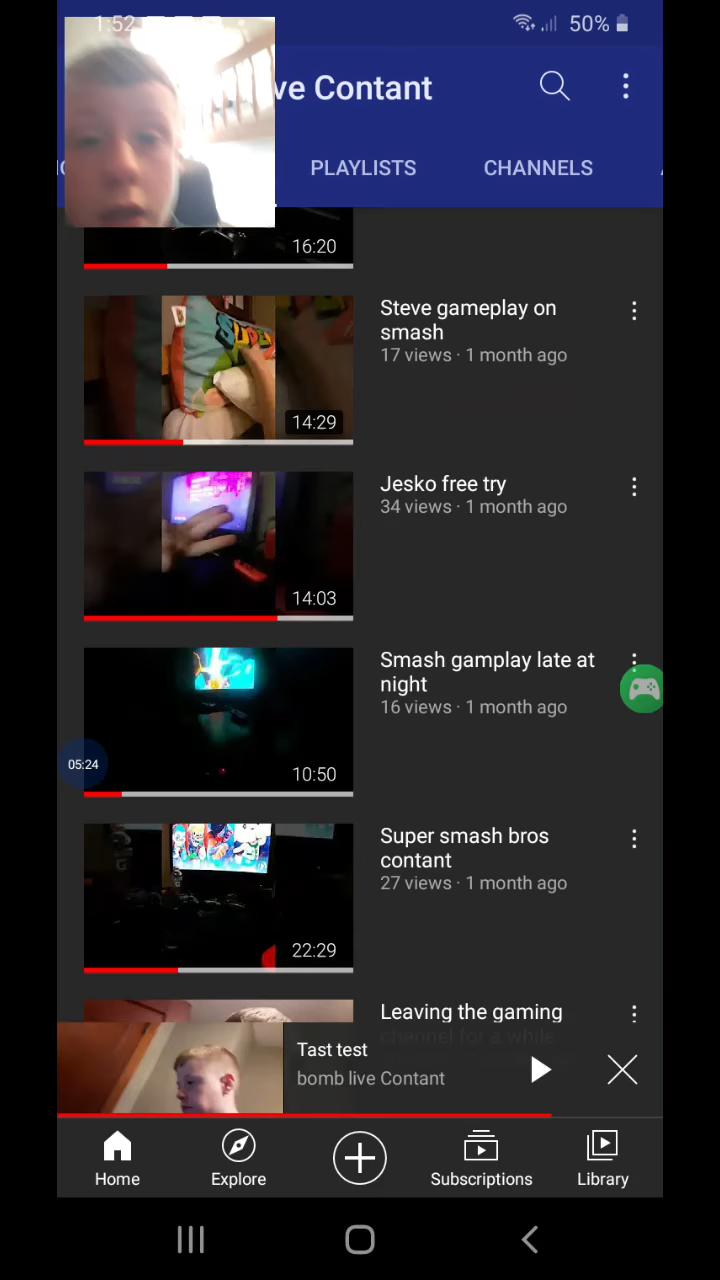 1:52
50%
ve Contant
PLAYLISTS
CHANNELS
16:20
Steve gameplay on
smash
17 views · 1 month ago
14:29
Jesko free try
34 views · 1 month ago
14:03
Smash gamplay late at
night
16 views · 1 month ago
05:24
10:50
Super smash bros
contant
27 views · 1 month ago
22:29
Leaving the gaming
channel for a while
Tast test
bomb live Contant
Home
Explore
Subscriptions
Library